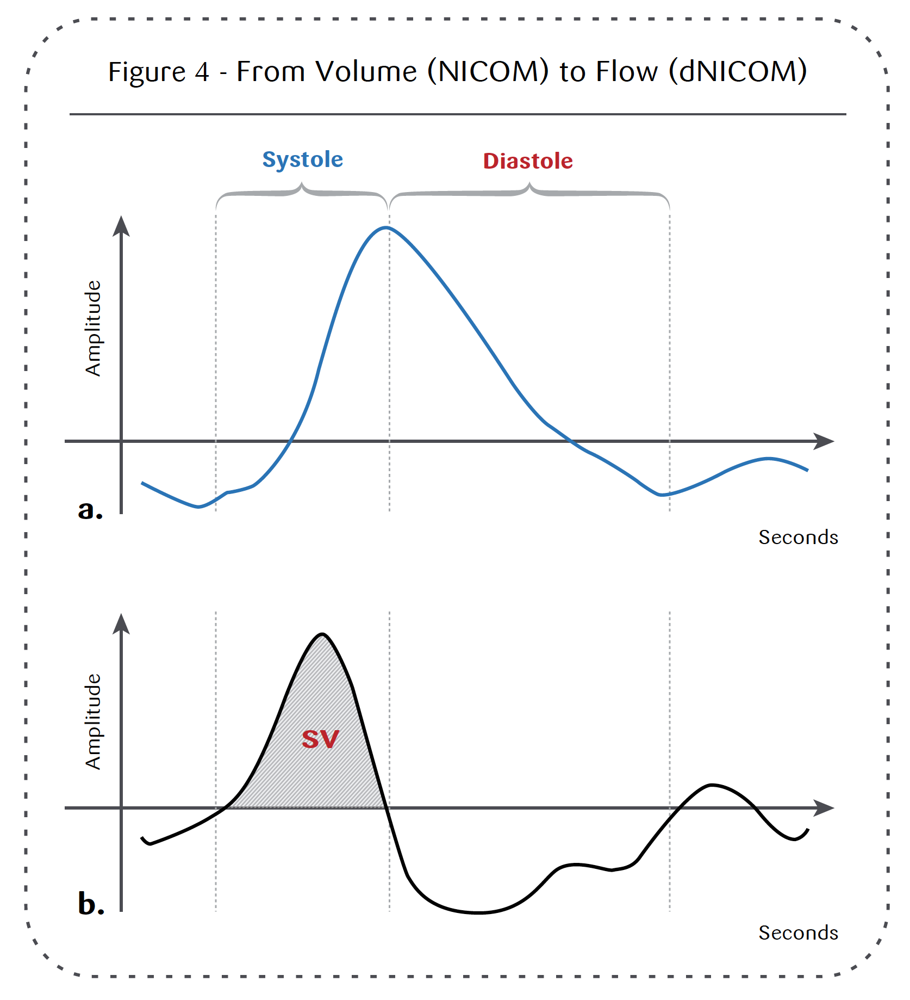 Figure 4 - From Volume (NICOM) to Flow (dNICOM)
Systole
Diastole
Amplitude
a.
Seconds
Amplitude
SV
b.
Seconds